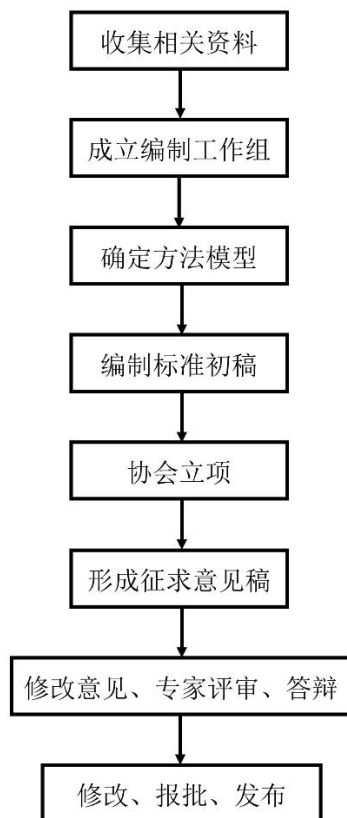 收集相关资料
成立编制工作组
确定方法模型
编制标准初稿
协会立项
形成征求意见稿
修改意见、专家评审、答辩
修改、报批、发布